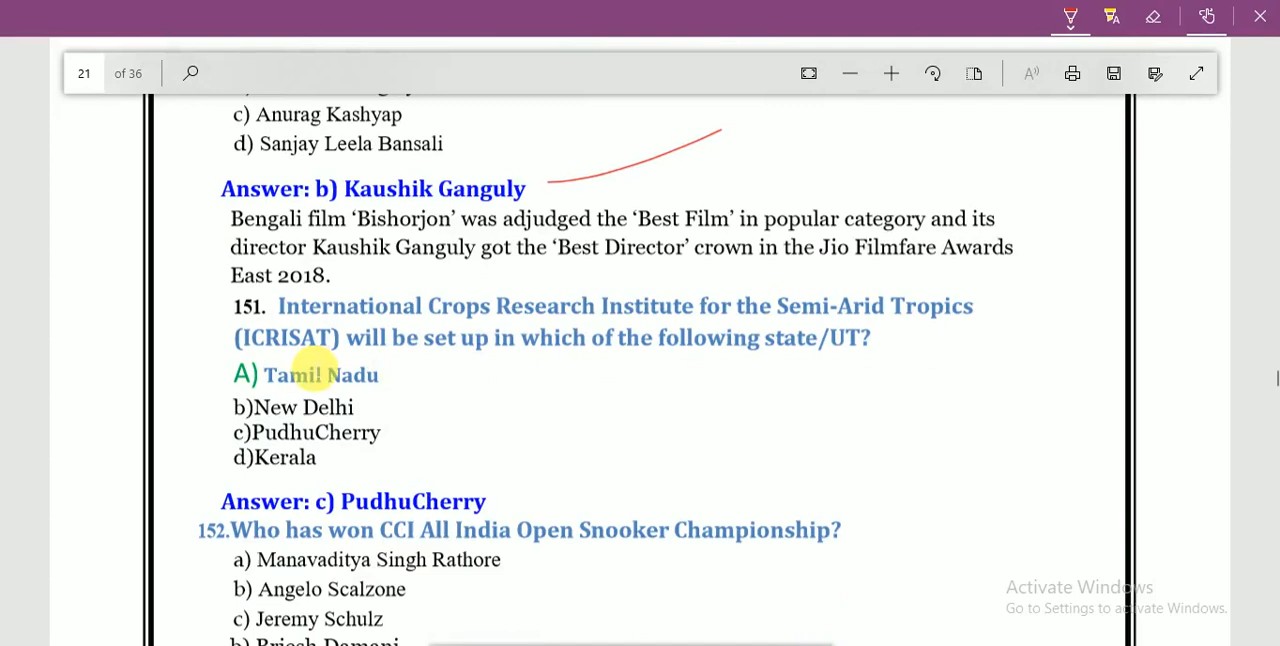 21 of 36
c) Anurag Kashyap
d) Sanjay Leela Bansali
Answer: b) Kaushik Ganguly
Bengali film ‘Bishorjon’ was adjudged the ‘Best Film’ in popular category and its
director Kaushik Ganguly got the ‘Best Director’ crown in the Jio Filmfare Awards
East 2018.
151. International Crops Research Institute for the Semi-Arid Tropics
(ICRISAT) will be set up in which of the following state/UT?
A) Tamil Nadu
b)New Delhi
c)PudhuCherry
d)Kerala
Answer: c) PudhuCherry
152.Who has won CCI All India Open Snooker Championship?
a) Manavaditya Singh Rathore
b) Angelo Scalzone
c) Jeremy Schulz
b) Brijesh Damani
Activate Windows
Go to Settings to activate Windows.